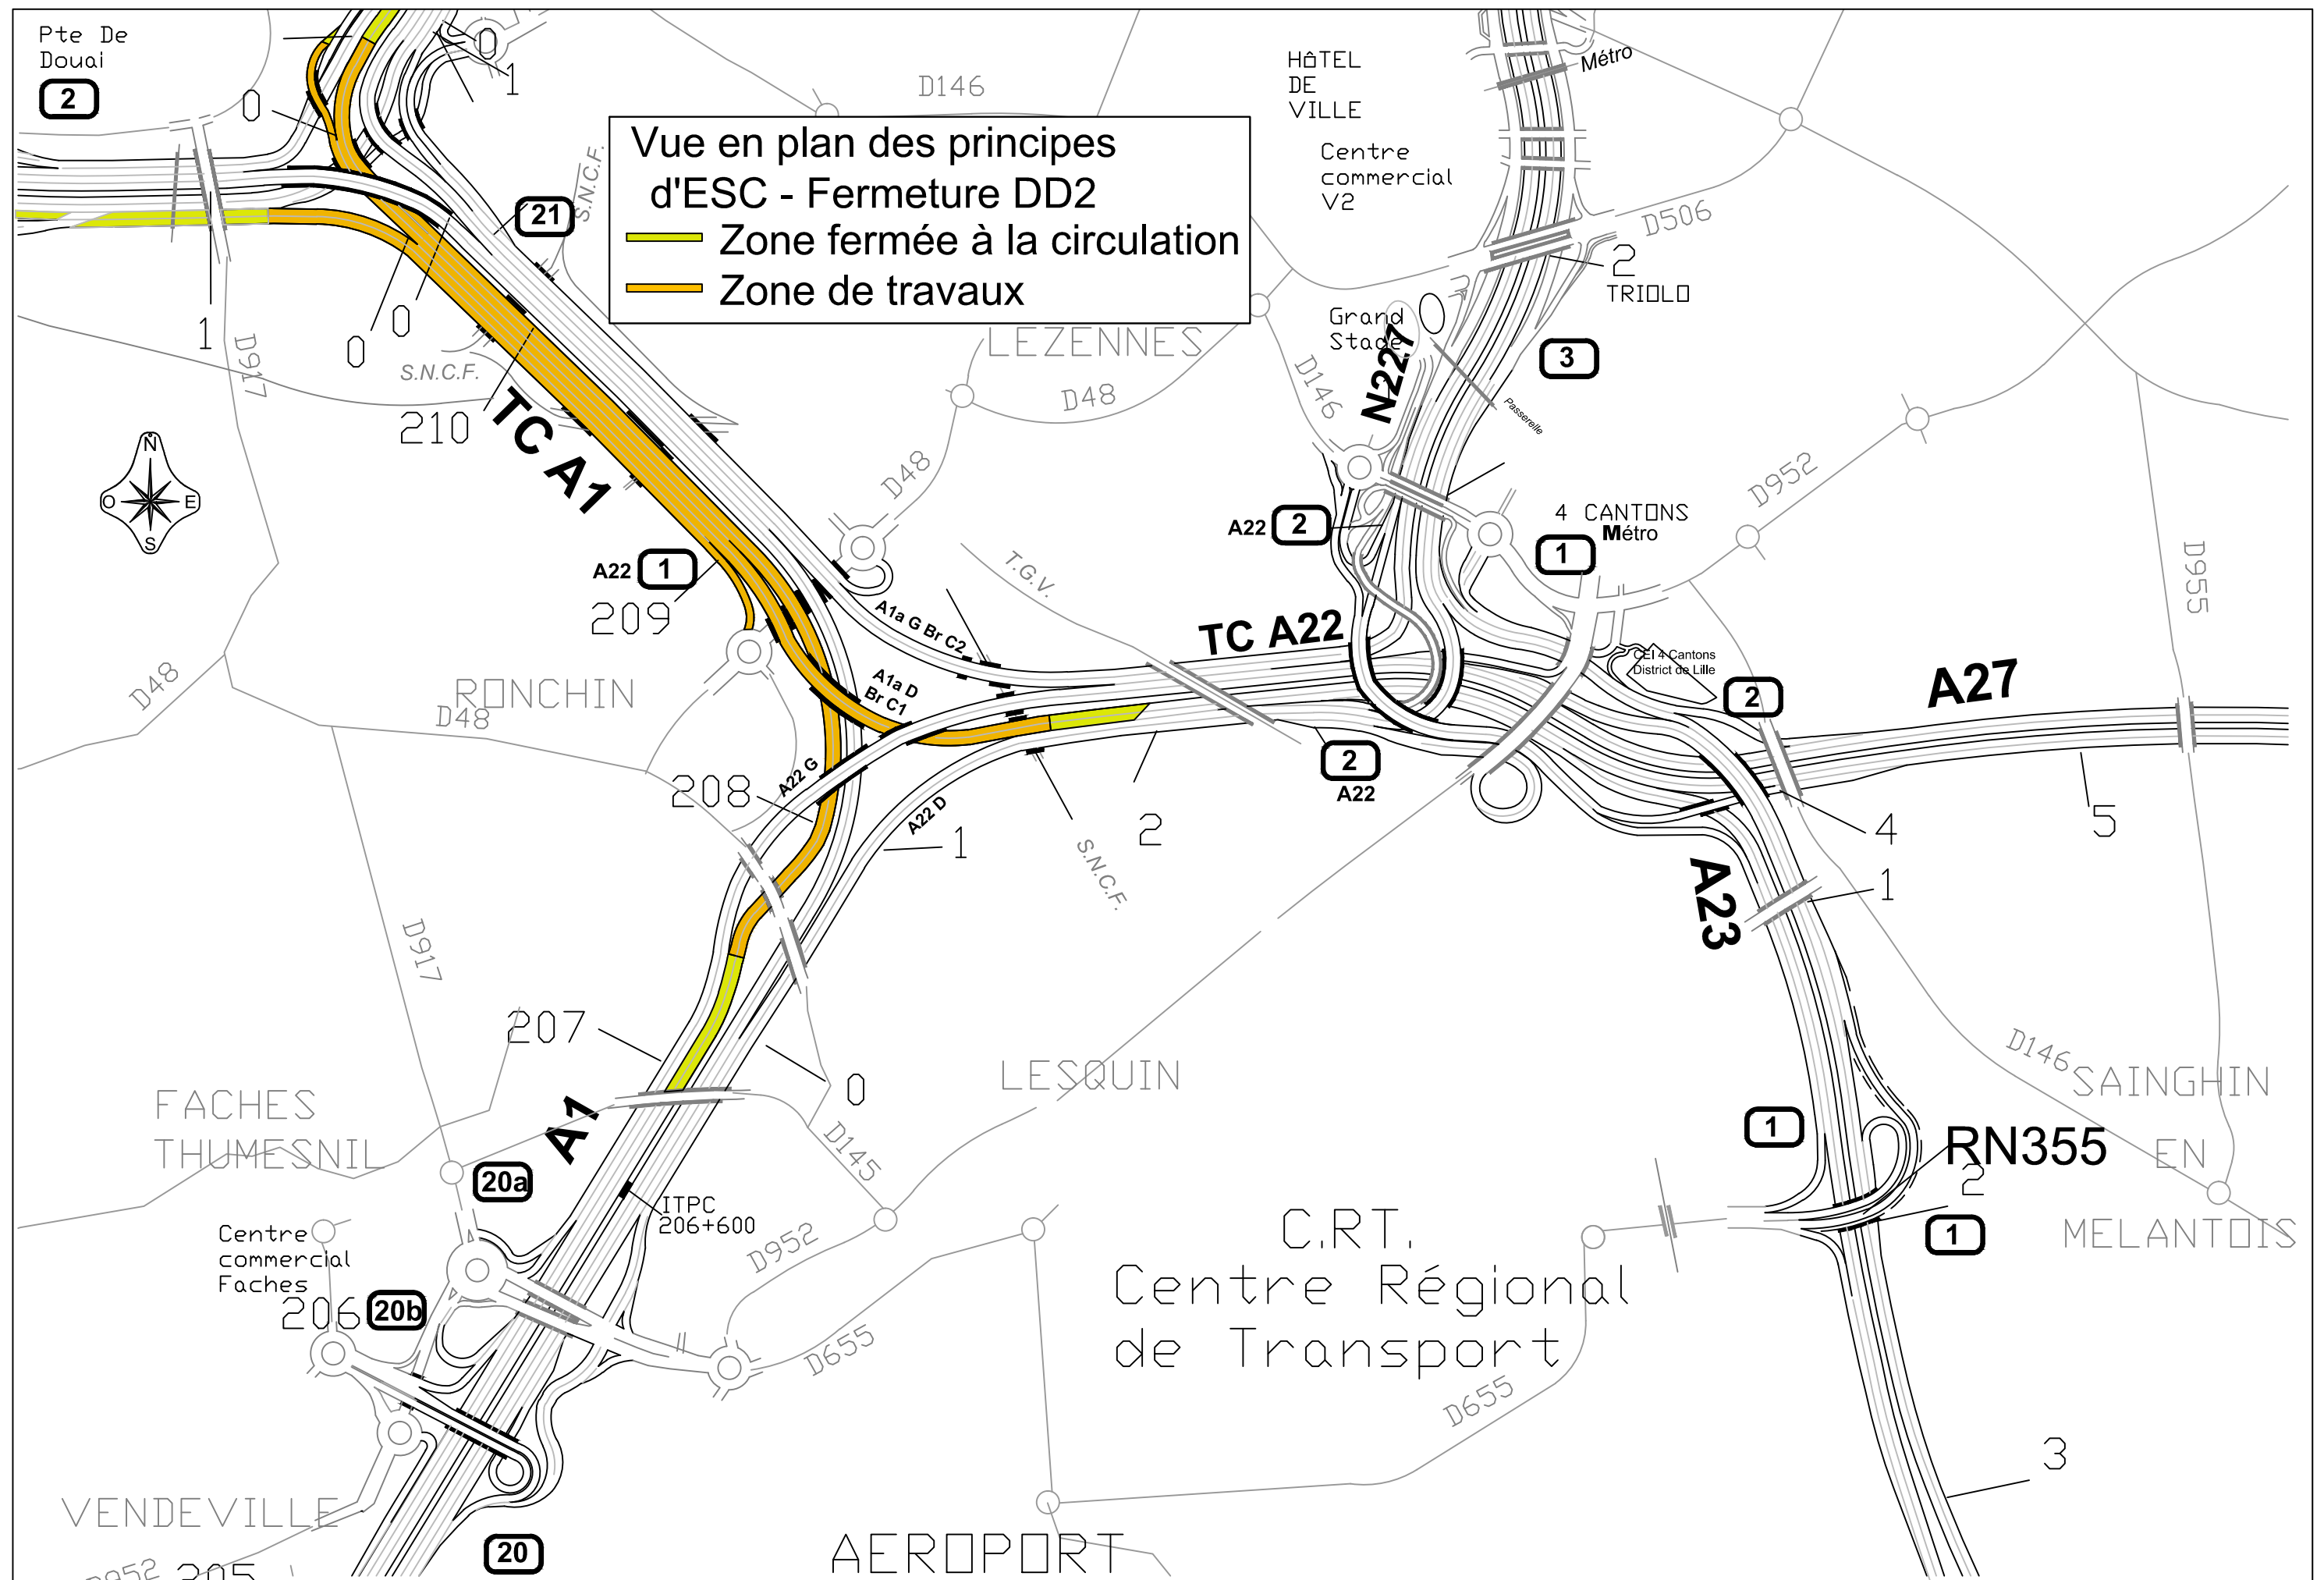 Pte De
Douai
2
0
1
0
D146
HôTEL
DE
VILLE
Métro
Centre
commercial
V2
Vue en plan des principes
d'ESC - Fermeture DD2
Zone fermée à la circulation
Zone de travaux
S.N.C.F.
21
D506
2
TRIOLO
1
0
0
D917
S.N.C.F.
210
TC A1
LEZENNES
D48
Grand
Stade
N227
D146
3
Passerelle
N
O
E
S
D48
D952
A22 2
4 CANTONS
Métro
1
A22 1
209
T.G.V.
D955
A1a G Br C2
TC A22
CEI 4 Cantons
District de Lille
A27
2
D48
RONCHIN
D48
A1a D
Br C1
208
A22 G
A22 D
1
2
2
A22
S.N.C.F.
4
5
A23
1
D917
207
0
LESQUIN
D146
SAINGHIN
EN
MELANTOIS
FACHES
THUMESNIL
A1
D145
20a
ITPC
206+600
D952
1
RN355
2
1
Centre
commercial
Faches
206
20b
D655
C.RT.
Centre Régional
de Transport
D655
3
VENDEVILLE
20
AEROPORT
D952
205